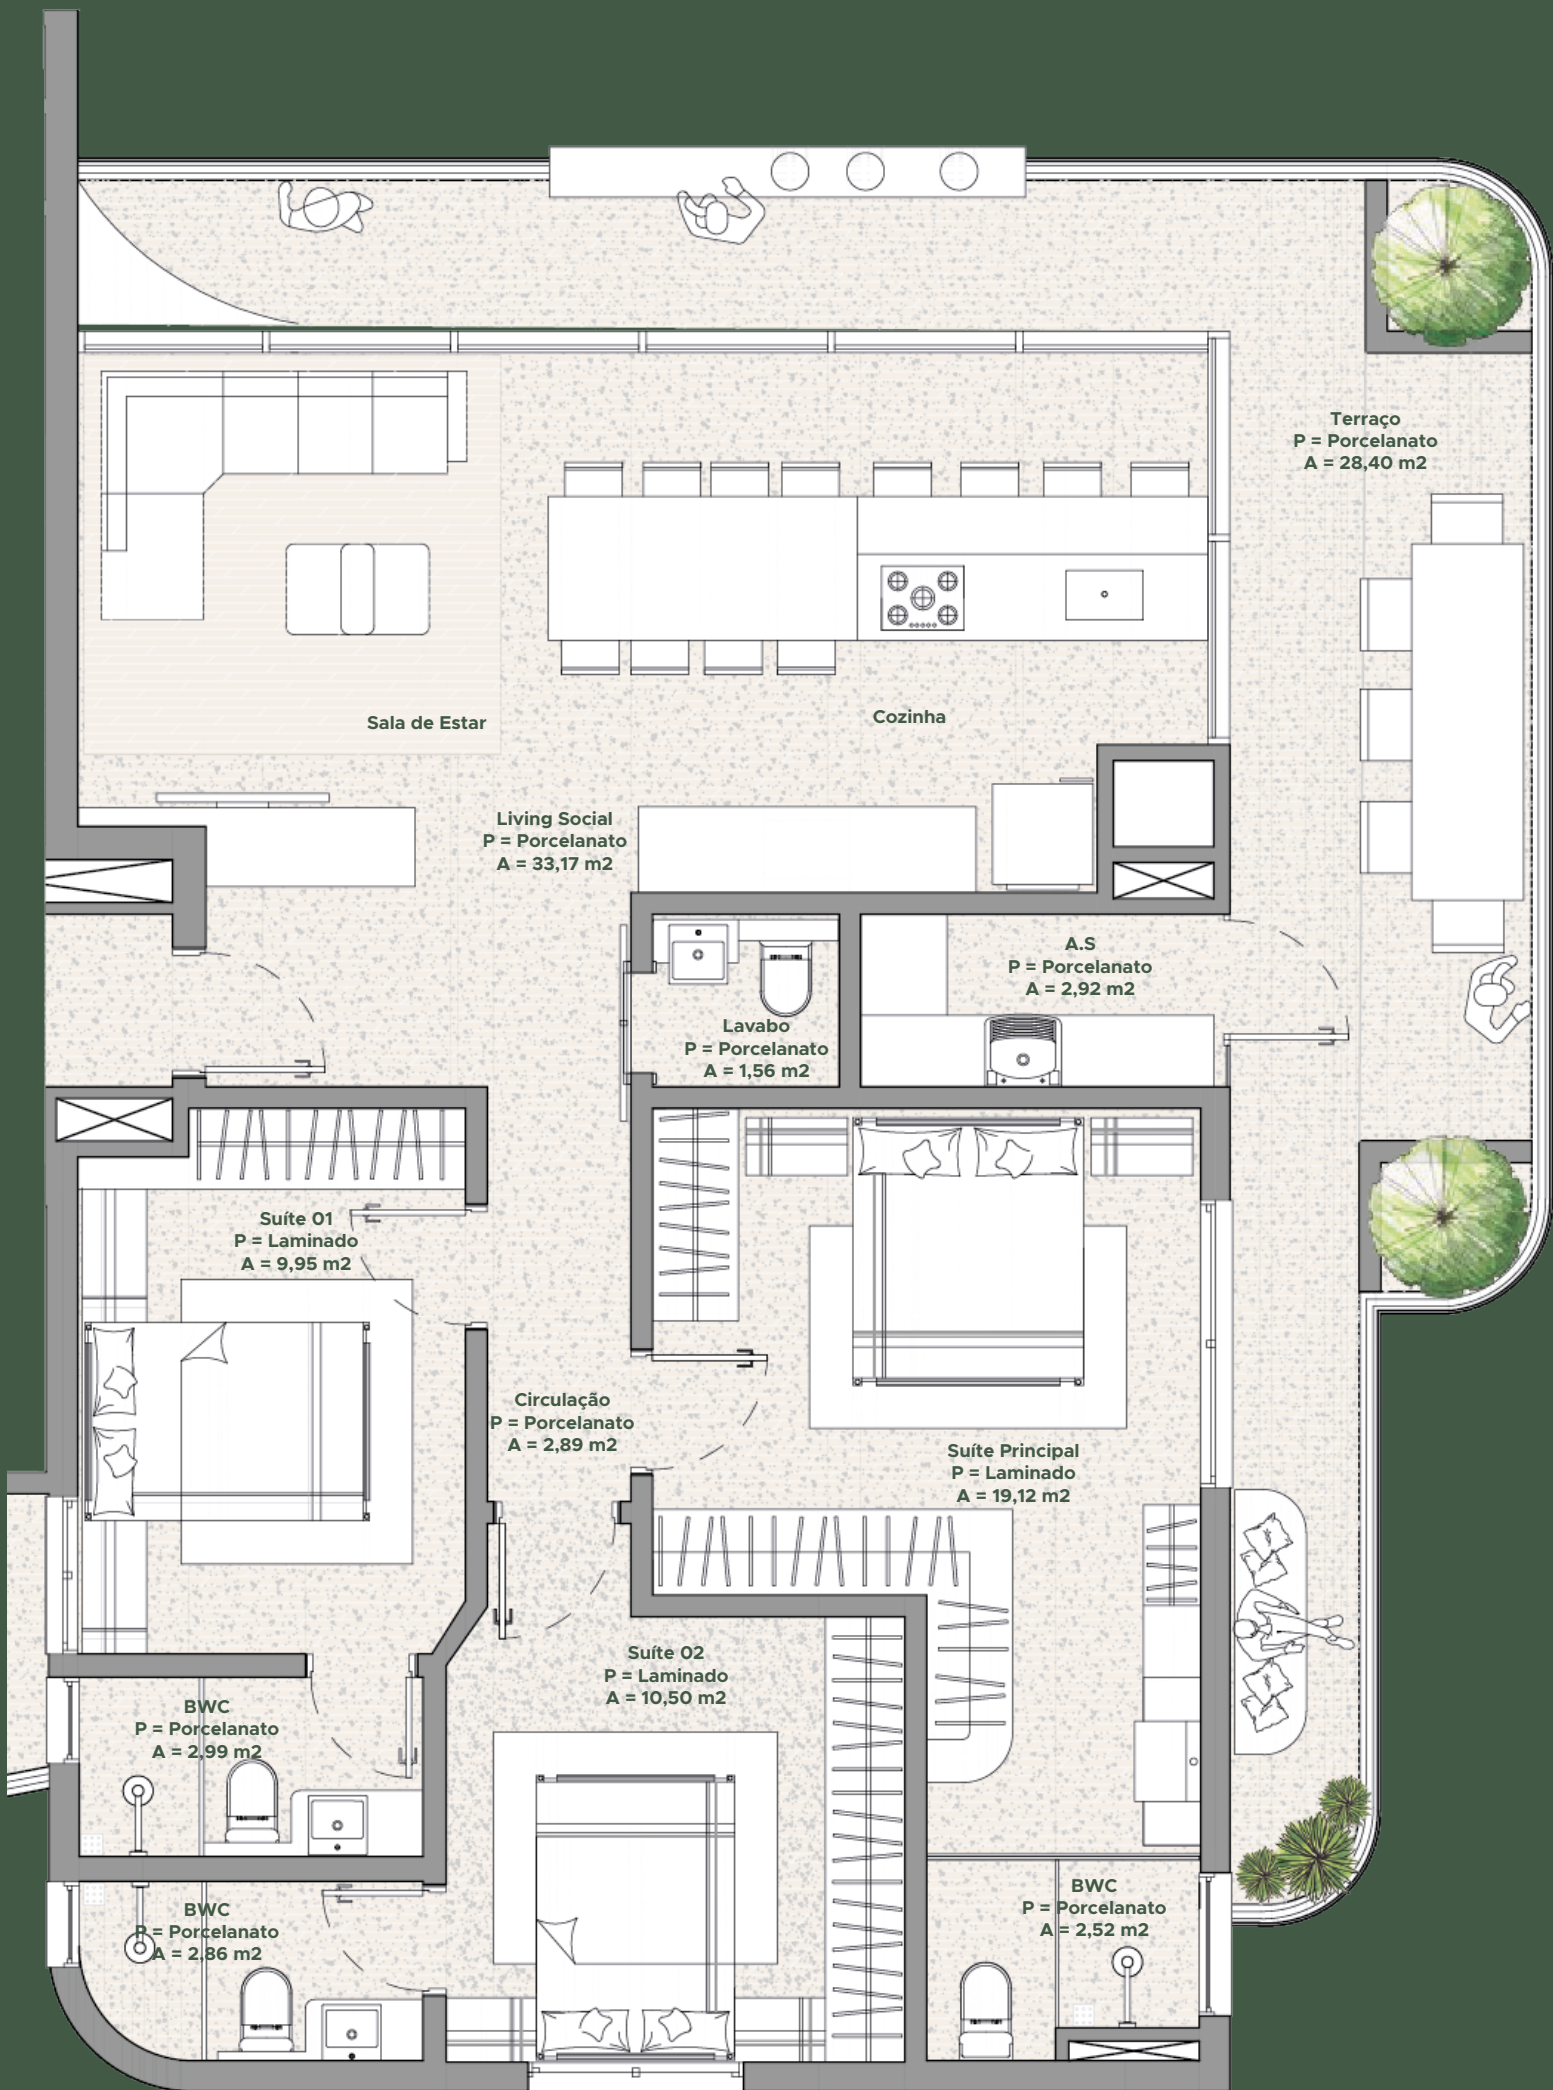 Terraço
P = Porcelanato
A = 28,40 m2
Sala de Estar
Cozinha
Living Social
P = Porcelanato
A = 33,17 m2
A.S
P = Porcelanato
A = 2,92 m2
Lavabo
P = Porcelanato
A = 1,56 m2
Suíte 01
P = Laminado
A = 9,95 m2
Circulação
P = Porcelanato
A = 2,89 m2
Suíte Principal
P = Laminado
A = 19,12 m2
Suíte 02
P = Laminado
A = 10,50 m2
BWC
P = Porcelanato
A = 2,99 m2
BWC
P = Porcelanato
A = 2,86 m2
BWC
P = Porcelanato
A = 2,52 m2